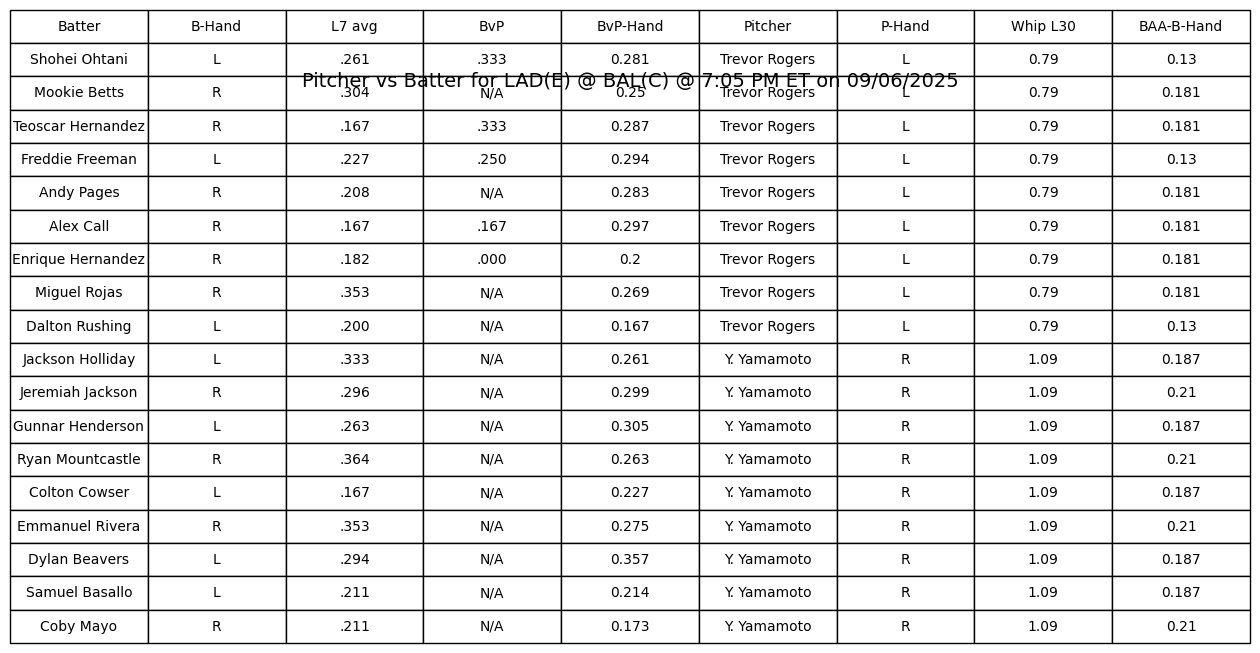 Batter B-Hand L7 avg BvP BvP-Hand Pitcher P-Hand Whip L30 BAA-B-Hand
Shohei Ohtani L .261 .333 0.281 Trevor Rogers L 0.79 0.13
Pitcher vs Batter for LAD(E) @ BAL(C) @ 7:05 PM ET on 09/06/2025
Mookie Betts R .304 N/A 0.25 Trevor Rogers L 0.79 0.181
Teoscar Hernandez R .167 .333 0.287 Trevor Rogers L 0.79 0.181
Freddie Freeman L .227 .250 0.294 Trevor Rogers L 0.79 0.13
Andy Pages R .208 N/A 0.283 Trevor Rogers L 0.79 0.181
Alex Call R .167 .167 0.297 Trevor Rogers L 0.79 0.181
Enrique Hernandez R .182 .000 0.2 Trevor Rogers L 0.79 0.181
Miguel Rojas R .353 N/A 0.269 Trevor Rogers L 0.79 0.181
Dalton Rushing L .200 N/A 0.167 Trevor Rogers L 0.79 0.13
Jackson Holliday L .333 N/A 0.261 Y. Yamamoto R 1.09 0.187
Jeremiah Jackson R .296 N/A 0.299 Y. Yamamoto R 1.09 0.21
Gunnar Henderson L .263 N/A 0.305 Y. Yamamoto R 1.09 0.187
Ryan Mountcastle R .364 N/A 0.263 Y. Yamamoto R 1.09 0.21
Colton Cowser L .167 N/A 0.227 Y. Yamamoto R 1.09 0.187
Emmanuel Rivera R .353 N/A 0.275 Y. Yamamoto R 1.09 0.21
Dylan Beavers L .294 N/A 0.357 Y. Yamamoto R 1.09 0.187
Samuel Basallo L .211 N/A 0.214 Y. Yamamoto R 1.09 0.187
Coby Mayo R .211 N/A 0.173 Y. Yamamoto R 1.09 0.21